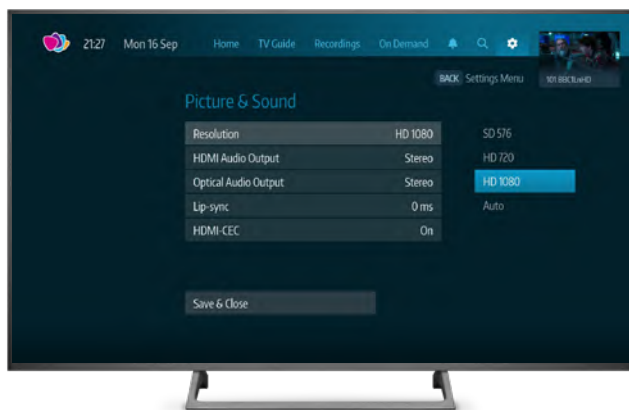 21:27 Mon 16 Sep Home TV Guide Recordings On Demand
BACK Settings Menu
Picture & Sound
Resolution HD 1080
HDMI Audio Output Stereo
Optical Audio Output Stereo
Lip-sync 0 ms
HDMI-CEC On
SD 576
HD 720
HD 1080
Auto
Save & Close